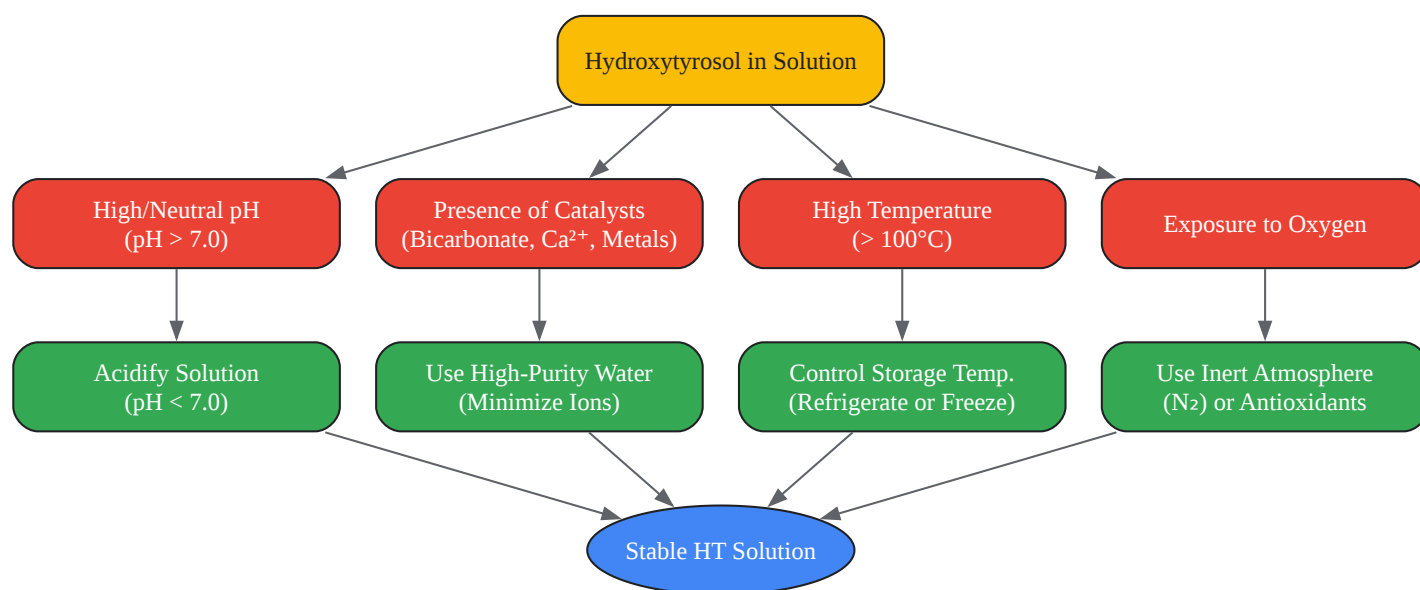 Hydroxytyrosol in Solution
High/Neutral pH
(pH > 7.0)
Presence of Catalysts
(Bicarbonate, Ca²⁺, Metals)
High Temperature
(> 100°C)
Exposure to Oxygen
Acidify Solution
(pH < 7.0)
Use High-Purity Water
(Minimize Ions)
Control Storage Temp.
(Refrigerate or Freeze)
Use Inert Atmosphere
(N₂) or Antioxidants
Stable HT Solution